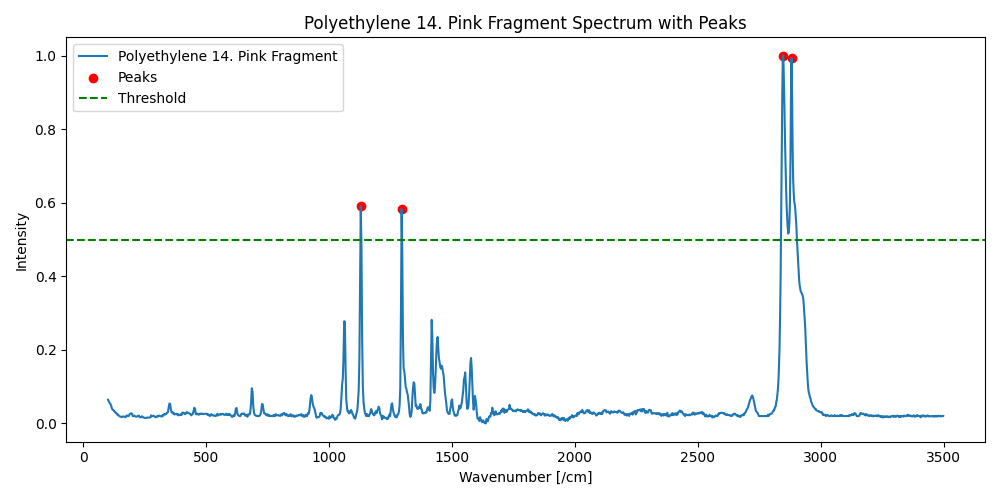 Polyethylene 14. Pink Fragment Spectrum with Peaks
Polyethylene 14. Pink Fragment
Peaks
Threshold
Intensity
1.0
0.8
0.6
0.4
0.2
0.0
0 500 1000 1500 2000 2500 3000 3500
Wavenumber [/cm]